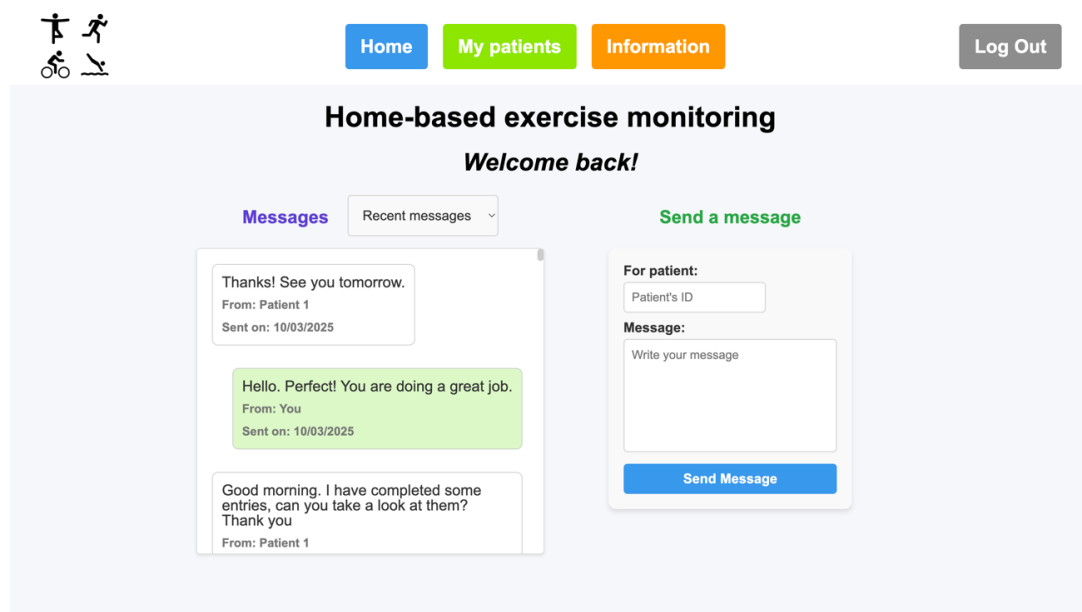 Home
My patients
Information
Log Out
Home-based exercise monitoring
Welcome back!
Messages
Recent messages
Thanks! See you tomorrow.
From: Patient 1
Sent on: 10/03/2025
Hello. Perfect! You are doing a great job.
From: You
Sent on: 10/03/2025
Good morning. I have completed some
entries, can you take a look at them?
Thank you
From: Patient 1
Send a message
For patient:
Patient's ID
Message:
Write your message
Send Message